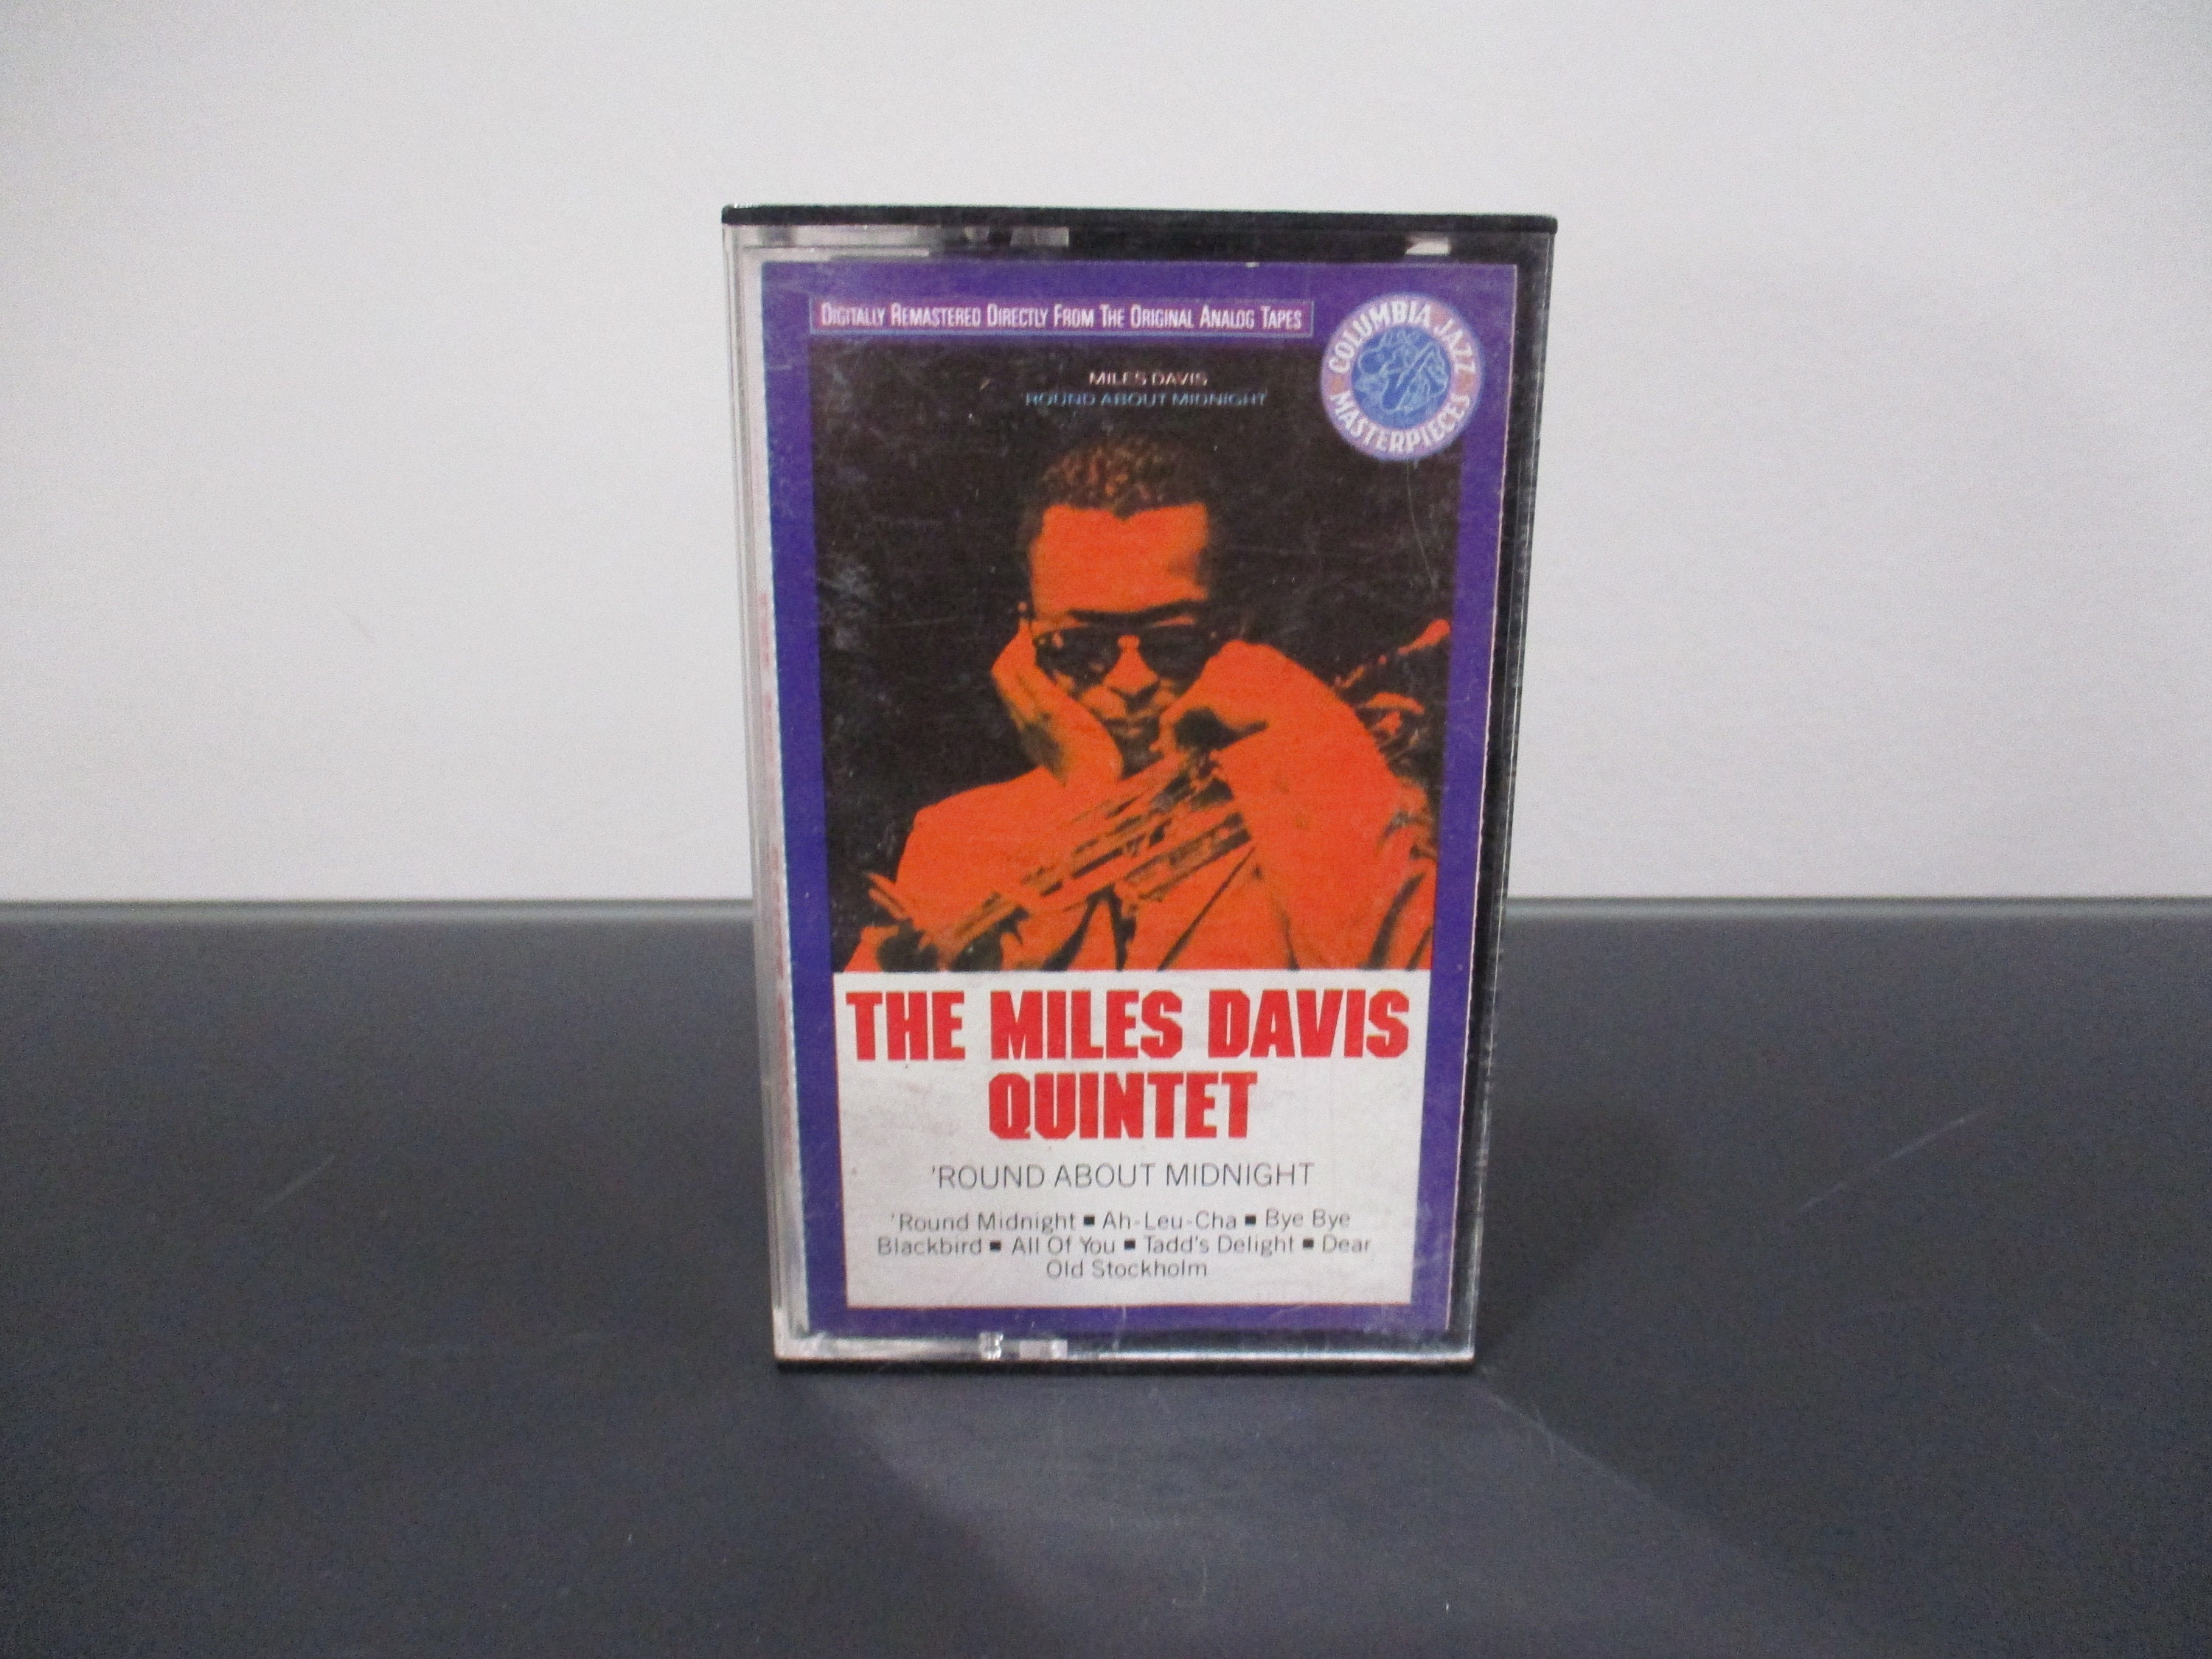 DIGITALLY REMASTERED DIRECTLY FROM THE ORIGINAL ANALOG TAPES
COLUMBIA JAZZ
MASTERPIECES
MILES DAVIS
'ROUND ABOUT MIDNIGHT
THE MILES DAVIS
QUINTET
'ROUND ABOUT MIDNIGHT
'Round Midnight ■ Ah-Leu-Cha ■ Bye Bye
Blackbird ■ All Of You ■ Tadd's Delight ■ Dear
Old Stockholm